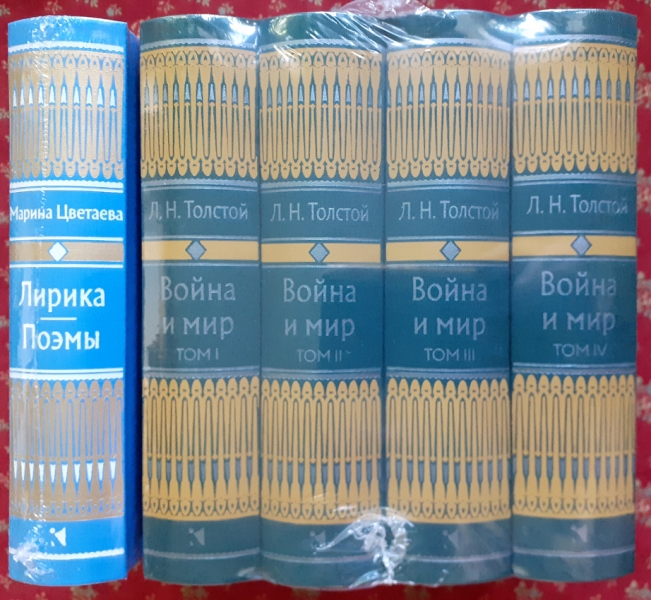 Марина Цветаева
Лирика
Поэмы
Л. Н. Толстой
Война
и мир
ТОМ I
Л. Н. Толстой
Война
и мир
ТОМ II
Л. Н. Толстой
Война
и мир
ТОМ III
Л. Н. Толстой
Война
и мир
ТОМ IV